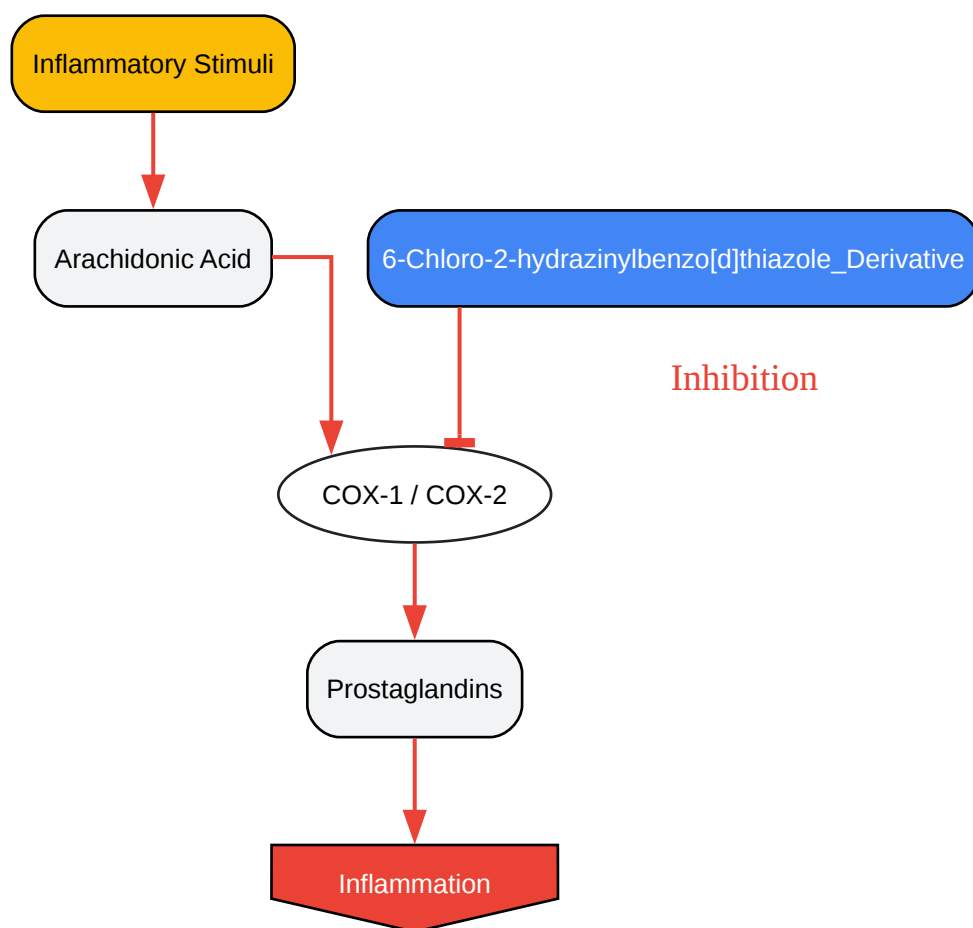 Inflammatory Stimuli
Arachidonic Acid
6-Chloro-2-hydrazinylbenzo[d]thiazole_Derivative
Inhibition
COX-1 / COX-2
Prostaglandins
Inflammation